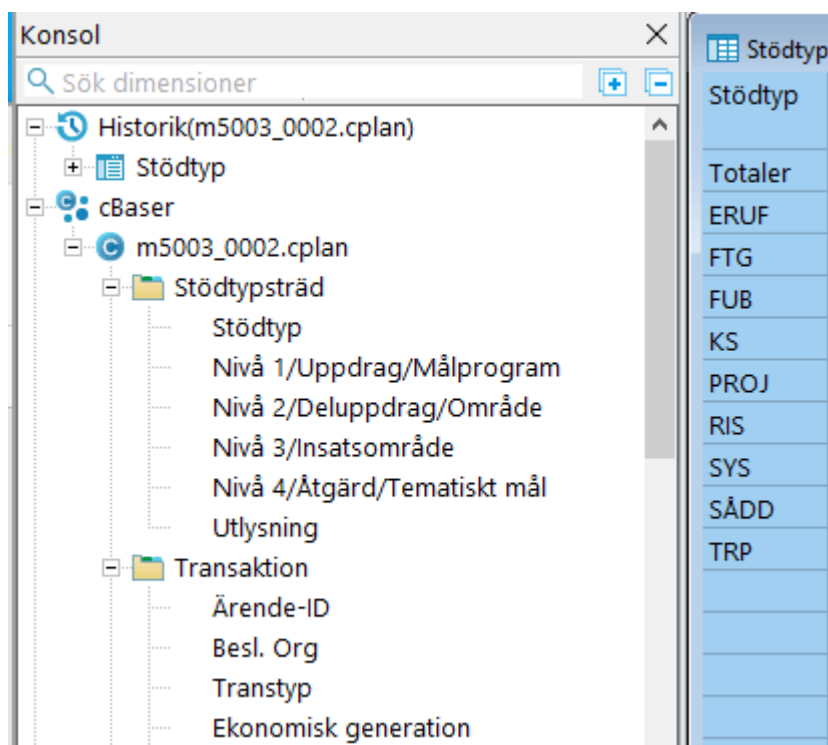 Konsol
Sök dimensioner
Historik(m5003_0002.cplan)
Stödtyp
cBaser
m5003_0002.cplan
Stödtypsträd
Stödtyp
Nivå 1/Uppdrag/Målprogram
Nivå 2/Deluppdrag/Område
Nivå 3/Insatsområde
Nivå 4/Åtgärd/Tematiskt mål
Utlysning
Transaktion
Ärende-ID
Besl. Org
Transtyp
Ekonomisk generation
Stödtyp
Stödtyp
Totaler
ERUF
FTG
FUB
KS
PROJ
RIS
SYS
SÅDD
TRP